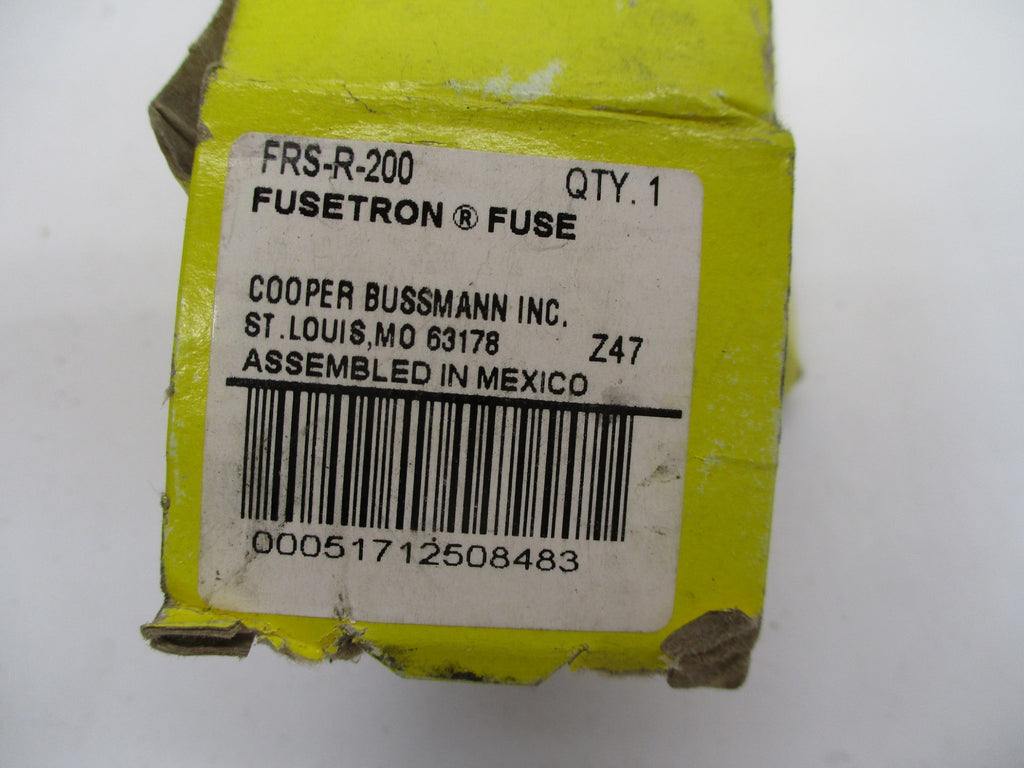 FRS-R-200 QTY. 1
FUSETRON ® FUSE
COOPER BUSSMANN INC.
ST. LOUIS, MO 63178 Z47
ASSEMBLED IN MEXICO
00051712508483